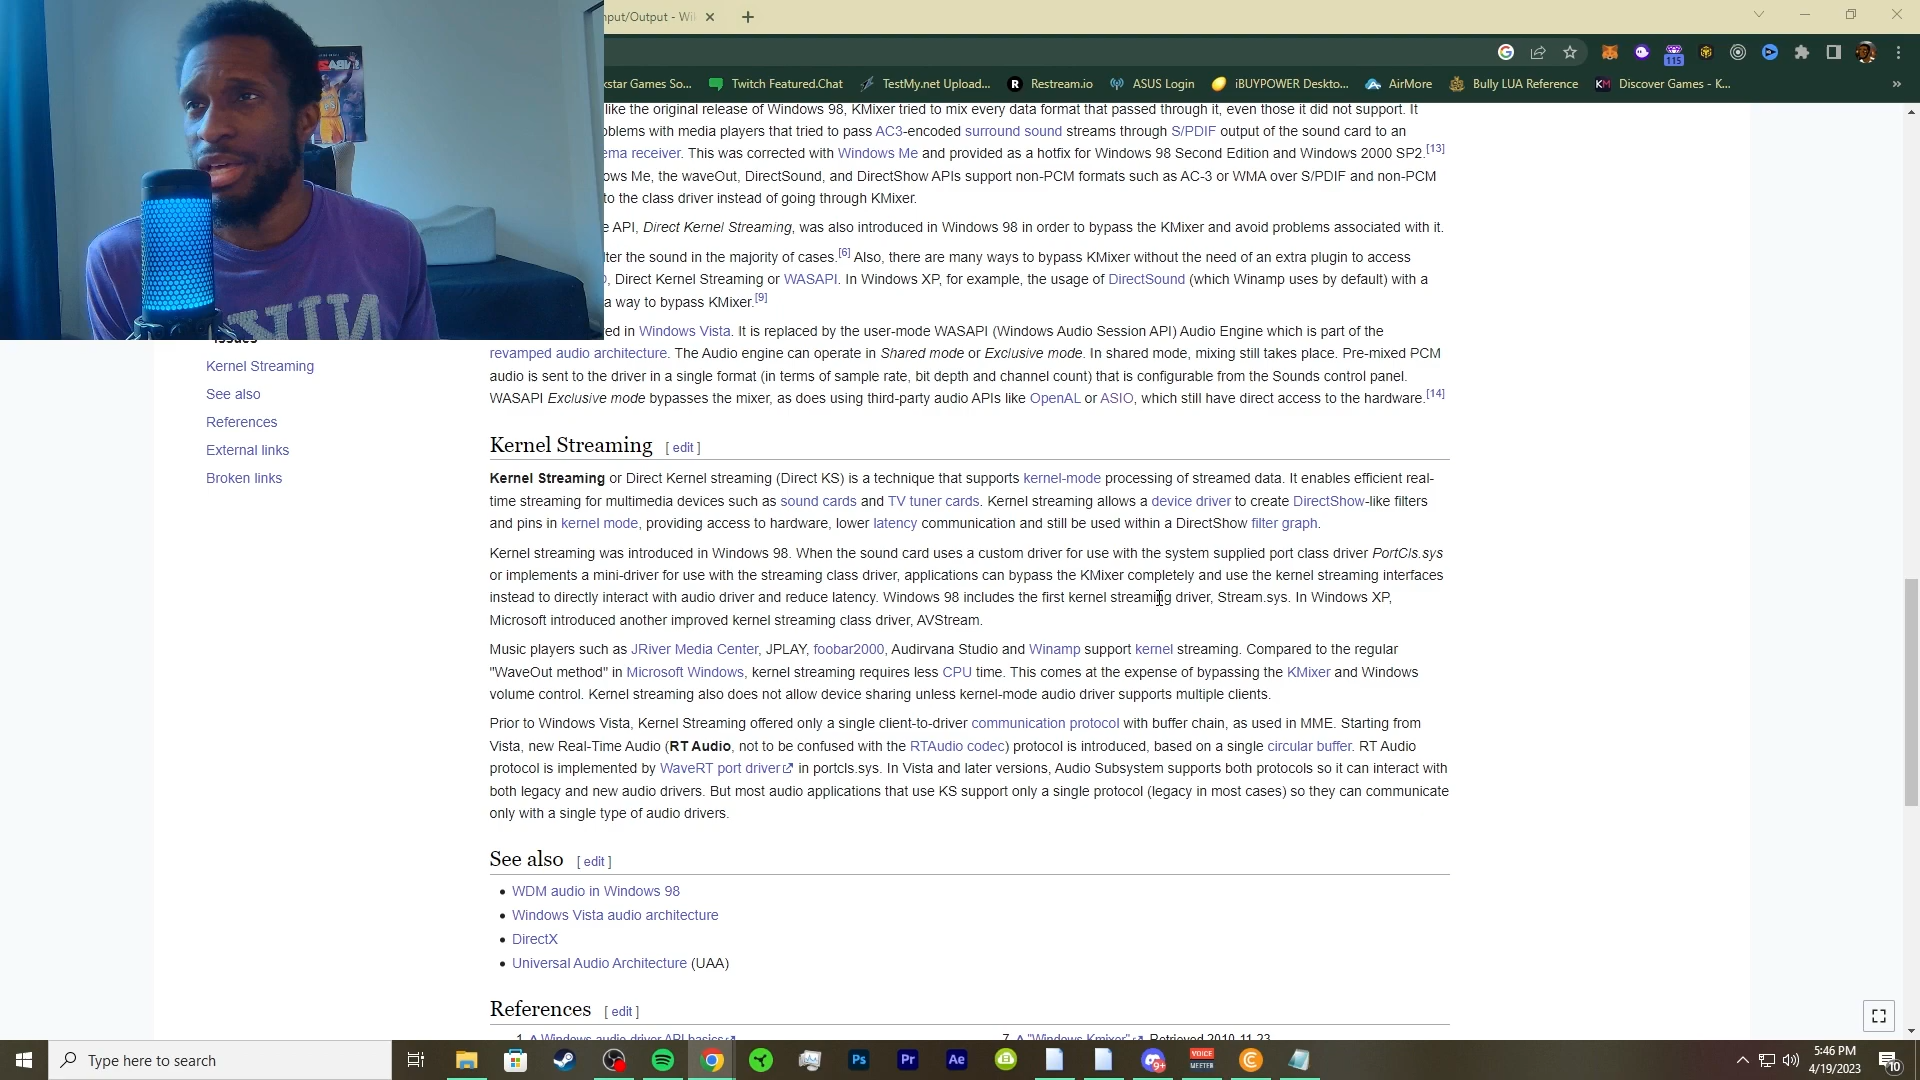 nput/Output - Wi
kstar Games So...
Twitch Featured.Chat
TestMy.net Upload...
Restream.io
ASUS Login
iBUYPOWER Desktop...
AirMore
Bully LUA Reference
Discover Games - K...
115
like the original release of Windows 98, KMixer tried to mix every data format that passed through it, even those it did not support. It
oblems with media players that tried to pass AC3-encoded surround sound streams through S/PDIF output of the sound card to an
ema receiver. This was corrected with Windows Me and provided as a hotfix for Windows 98 Second Edition and Windows 2000 SP2.[13]
ows Me, the waveOut, DirectSound, and DirectShow APIs support non-PCM formats such as AC-3 or WMA over S/PDIF and non-PCM
to the class driver instead of going through KMixer.
e API, Direct Kernel Streaming, was also introduced in Windows 98 in order to bypass the KMixer and avoid problems associated with it.
lter the sound in the majority of cases.[6] Also, there are many ways to bypass KMixer without the need of an extra plugin to access
, Direct Kernel Streaming or WASAPI. In Windows XP, for example, the usage of DirectSound (which Winamp uses by default) with a
a way to bypass KMixer.[9]
ed in Windows Vista. It is replaced by the user-mode WASAPI (Windows Audio Session API) Audio Engine which is part of the
revamped audio architecture. The Audio engine can operate in Shared mode or Exclusive mode. In shared mode, mixing still takes place. Pre-mixed PCM
audio is sent to the driver in a single format (in terms of sample rate, bit depth and channel count) that is configurable from the Sounds control panel.
WASAPI Exclusive mode bypasses the mixer, as does using third-party audio APIs like OpenAL or ASIO, which still have direct access to the hardware.[14]
Issues
Kernel Streaming
See also
References
External links
Broken links
Kernel Streaming [ edit ]
Kernel Streaming or Direct Kernel streaming (Direct KS) is a technique that supports kernel-mode processing of streamed data. It enables efficient real-
time streaming for multimedia devices such as sound cards and TV tuner cards. Kernel streaming allows a device driver to create DirectShow-like filters
and pins in kernel mode, providing access to hardware, lower latency communication and still be used within a DirectShow filter graph.
Kernel streaming was introduced in Windows 98. When the sound card uses a custom driver for use with the system supplied port class driver PortCls.sys
or implements a mini-driver for use with the streaming class driver, applications can bypass the KMixer completely and use the kernel streaming interfaces
instead to directly interact with audio driver and reduce latency. Windows 98 includes the first kernel streaming driver, Stream.sys. In Windows XP,
Microsoft introduced another improved kernel streaming class driver, AVStream.
Music players such as JRiver Media Center, JPLAY, foobar2000, Audirvana Studio and Winamp support kernel streaming. Compared to the regular
"WaveOut method" in Microsoft Windows, kernel streaming requires less CPU time. This comes at the expense of bypassing the KMixer and Windows
volume control. Kernel streaming also does not allow device sharing unless kernel-mode audio driver supports multiple clients.
Prior to Windows Vista, Kernel Streaming offered only a single client-to-driver communication protocol with buffer chain, as used in MME. Starting from
Vista, new Real-Time Audio (RT Audio, not to be confused with the RTAudio codec) protocol is introduced, based on a single circular buffer. RT Audio
protocol is implemented by WaveRT port driver in portcls.sys. In Vista and later versions, Audio Subsystem supports both protocols so it can interact with
both legacy and new audio drivers. But most audio applications that use KS support only a single protocol (legacy in most cases) so they can communicate
only with a single type of audio drivers.
See also [ edit ]
WDM audio in Windows 98
Windows Vista audio architecture
DirectX
Universal Audio Architecture (UAA)
References [ edit ]
1. ^ Windows audio driver API basics
7. ^ "Windows Kmixer". Retrieved 2010-11-23
Type here to search
Ps
Pr
Ae
9+
VOICE
MEETER
5:46 PM
4/19/2023
10